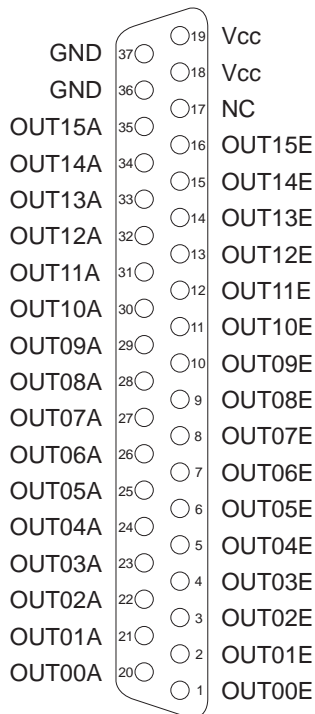 19 Vcc
GND 37
18 Vcc
GND 36
17 NC
OUT15A 35
16 OUT15E
OUT14A 34
15 OUT14E
OUT13A 33
14 OUT13E
OUT12A 32
13 OUT12E
OUT11A 31
12 OUT11E
OUT10A 30
11 OUT10E
OUT09A 29
10 OUT09E
OUT08A 28
9 OUT08E
OUT07A 27
8 OUT07E
OUT06A 26
7 OUT06E
OUT05A 25
6 OUT05E
OUT04A 24
5 OUT04E
OUT03A 23
4 OUT03E
OUT02A 22
3 OUT02E
OUT01A 21
2 OUT01E
OUT00A 20
1 OUT00E